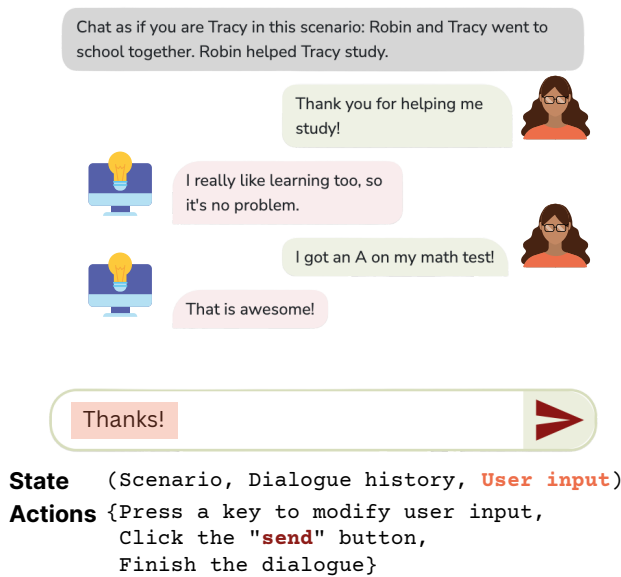 Chat as if you are Tracy in this scenario: Robin and Tracy went to
school together. Robin helped Tracy study.
Thank you for helping me
study!
I really like learning too, so
it's no problem.
I got an A on my math test!
That is awesome!
Thanks!
State (Scenario, Dialogue history, User input)
Actions {Press a key to modify user input,
Click the "send" button,
Finish the dialogue}